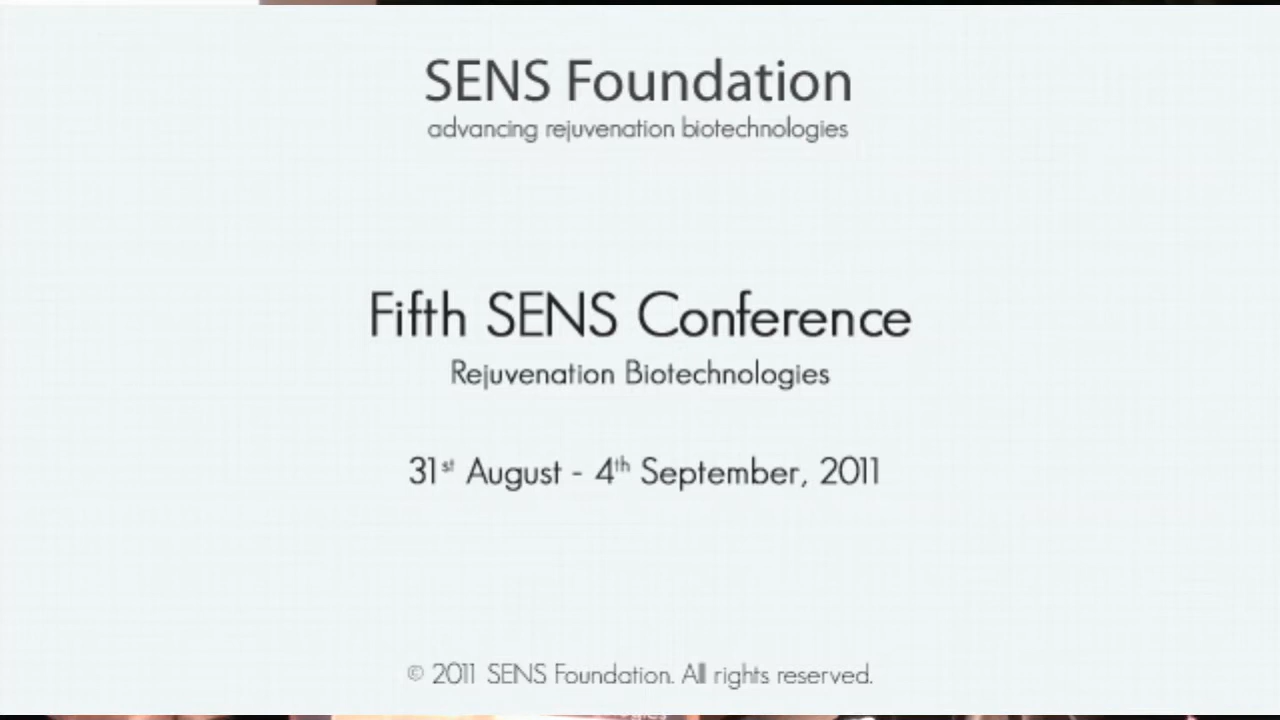 SENS Foundation
advancing rejuvenation biotechnologies
Fifth SENS Conference
Rejuvenation Biotechnologies
31st August - 4th September, 2011
© 2011 SENS Foundation. All rights reserved.